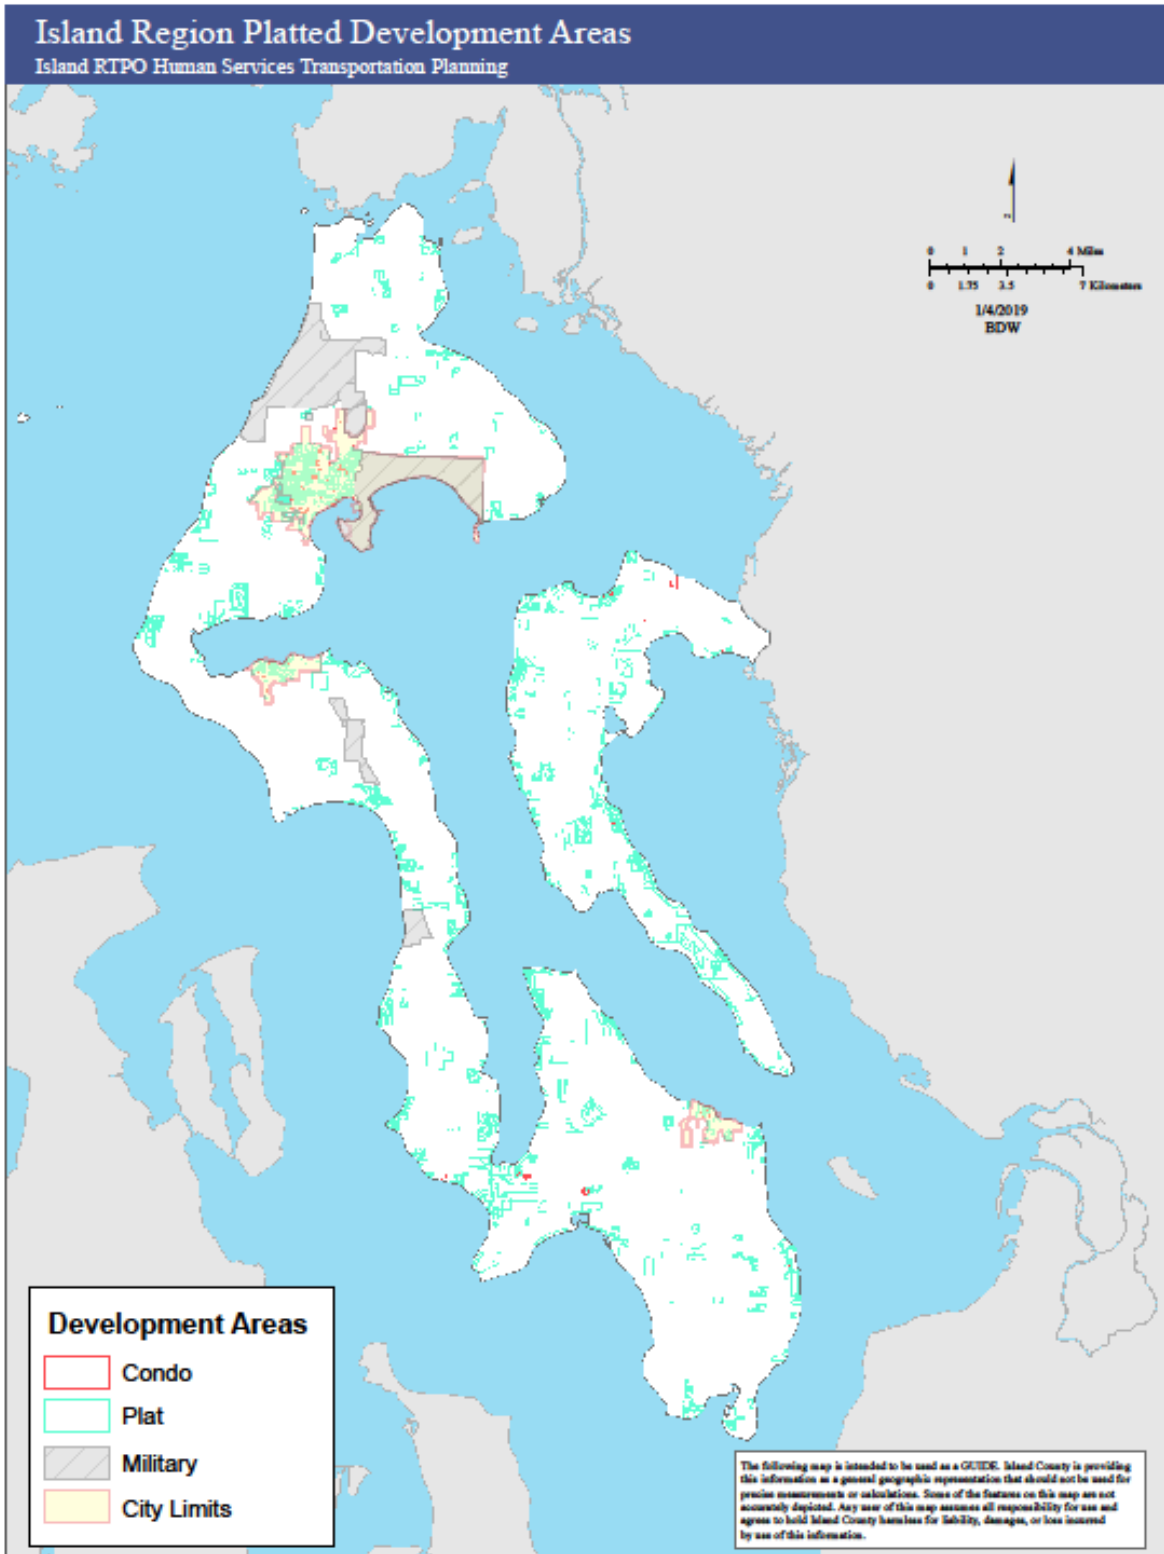 Island Region Platted Development Areas
Island RTPO Human Services Transportation Planning
0 1 2 4 Miles
0 1.75 3.5 7 Kilometers
1/4/2019
BDW
Development Areas
Condo
Plat
Military
City Limits
The following map is intended to be used as a GUIDE. Island County is providing
this information as a general geographic representation that should not be used for
precise measurements or calculations. Some of the features on this map are not
accurately depicted. Any user of this map assumes all responsibility for use and
agrees to hold Island County harmless for liability, damages, or loss incurred
by use of this information.